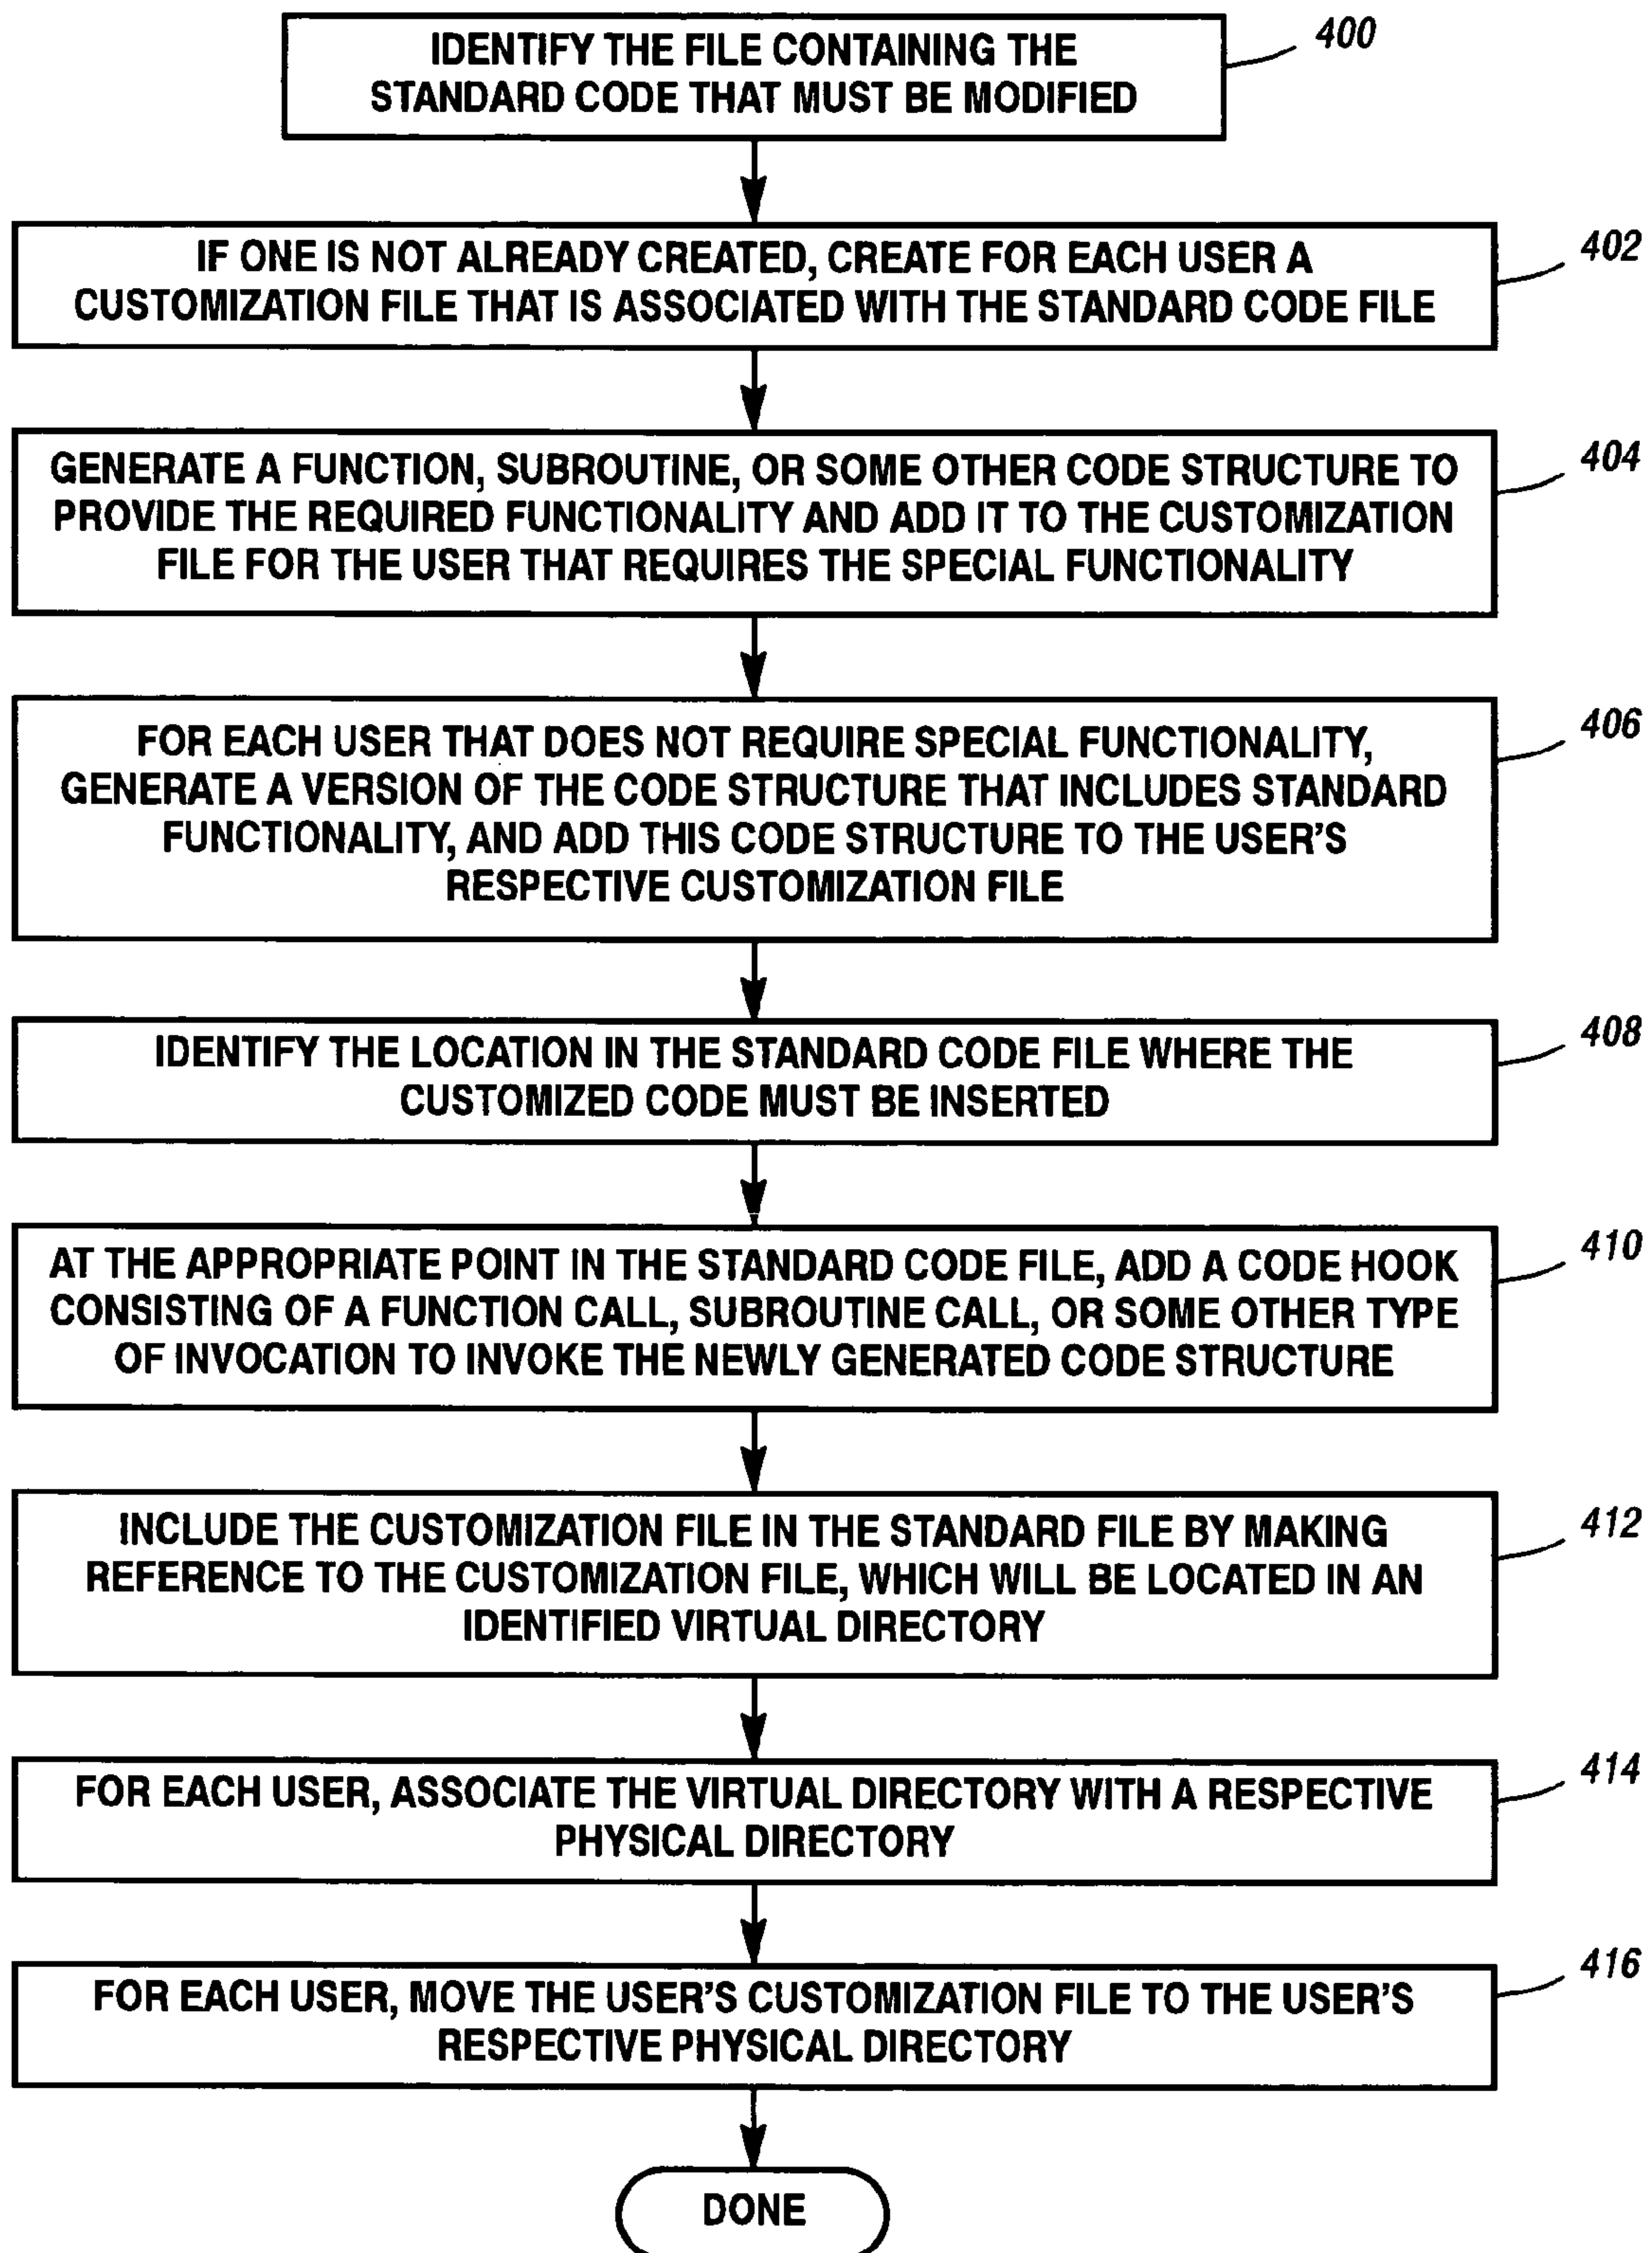 IDENTIFY THE FILE CONTAINING THE
STANDARD CODE THAT MUST BE MODIFIED
400
IF ONE IS NOT ALREADY CREATED, CREATE FOR EACH USER A
CUSTOMIZATION FILE THAT IS ASSOCIATED WITH THE STANDARD CODE FILE
402
GENERATE A FUNCTION, SUBROUTINE, OR SOME OTHER CODE STRUCTURE TO
PROVIDE THE REQUIRED FUNCTIONALITY AND ADD IT TO THE CUSTOMIZATION
FILE FOR THE USER THAT REQUIRES THE SPECIAL FUNCTIONALITY
404
FOR EACH USER THAT DOES NOT REQUIRE SPECIAL FUNCTIONALITY,
GENERATE A VERSION OF THE CODE STRUCTURE THAT INCLUDES STANDARD
FUNCTIONALITY, AND ADD THIS CODE STRUCTURE TO THE USER'S
RESPECTIVE CUSTOMIZATION FILE
406
IDENTIFY THE LOCATION IN THE STANDARD CODE FILE WHERE THE
CUSTOMIZED CODE MUST BE INSERTED
408
AT THE APPROPRIATE POINT IN THE STANDARD CODE FILE, ADD A CODE HOOK
CONSISTING OF A FUNCTION CALL, SUBROUTINE CALL, OR SOME OTHER TYPE
OF INVOCATION TO INVOKE THE NEWLY GENERATED CODE STRUCTURE
410
INCLUDE THE CUSTOMIZATION FILE IN THE STANDARD FILE BY MAKING
REFERENCE TO THE CUSTOMIZATION FILE, WHICH WILL BE LOCATED IN AN
IDENTIFIED VIRTUAL DIRECTORY
412
FOR EACH USER, ASSOCIATE THE VIRTUAL DIRECTORY WITH A RESPECTIVE
PHYSICAL DIRECTORY
414
FOR EACH USER, MOVE THE USER'S CUSTOMIZATION FILE TO THE USER'S
RESPECTIVE PHYSICAL DIRECTORY
416
DONE